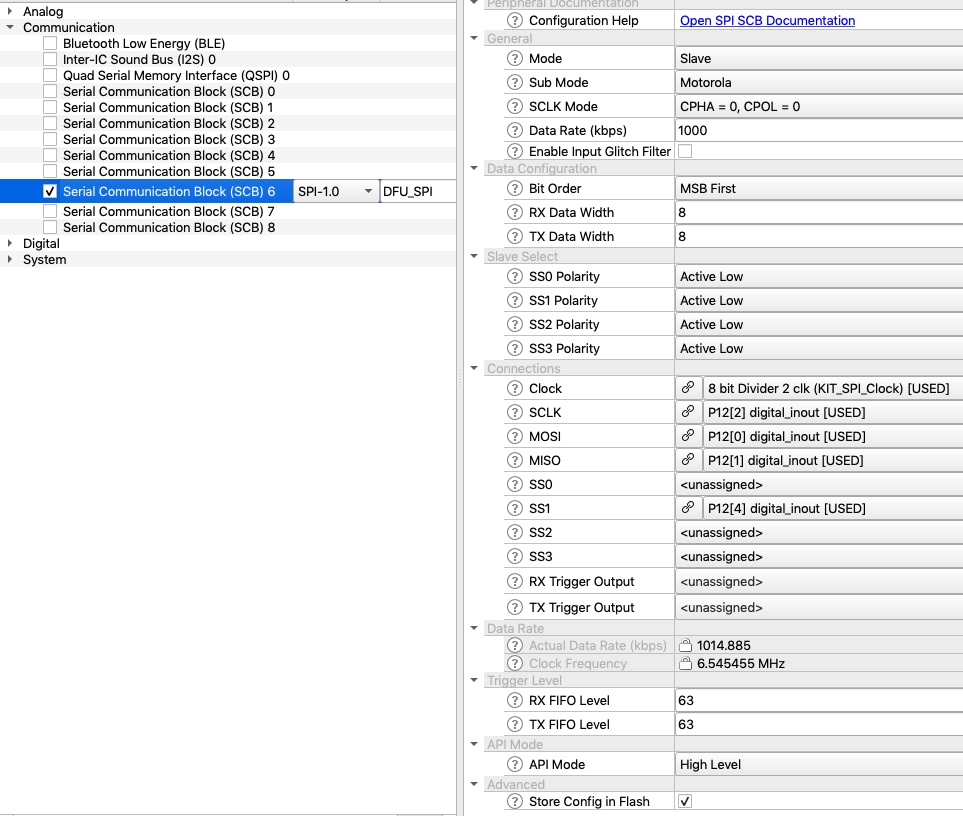 Analog
Communication
Bluetooth Low Energy (BLE)
Inter-IC Sound Bus (I2S) 0
Quad Serial Memory Interface (QSPI) 0
Serial Communication Block (SCB) 0
Serial Communication Block (SCB) 1
Serial Communication Block (SCB) 2
Serial Communication Block (SCB) 3
Serial Communication Block (SCB) 4
Serial Communication Block (SCB) 5
Serial Communication Block (SCB) 6 SPI-1.0 DFU_SPI
Serial Communication Block (SCB) 7
Serial Communication Block (SCB) 8
Digital
System
Peripheral Documentation
? Configuration Help Open SPI SCB Documentation
General
? Mode Slave
? Sub Mode Motorola
? SCLK Mode CPHA = 0, CPOL = 0
? Data Rate (kbps) 1000
? Enable Input Glitch Filter
Data Configuration
? Bit Order MSB First
? RX Data Width 8
? TX Data Width 8
Slave Select
? SS0 Polarity Active Low
? SS1 Polarity Active Low
? SS2 Polarity Active Low
? SS3 Polarity Active Low
Connections
? Clock 8 bit Divider 2 clk (KIT_SPI_Clock) [USED]
? SCLK P12[2] digital_inout [USED]
? MOSI P12[0] digital_inout [USED]
? MISO P12[1] digital_inout [USED]
? SS0 <unassigned>
? SS1 P12[4] digital_inout [USED]
? SS2 <unassigned>
? SS3 <unassigned>
? RX Trigger Output <unassigned>
? TX Trigger Output <unassigned>
Data Rate
? Actual Data Rate (kbps) 1014.885
? Clock Frequency 6.545455 MHz
Trigger Level
? RX FIFO Level 63
? TX FIFO Level 63
API Mode
? API Mode High Level
Advanced
? Store Config in Flash